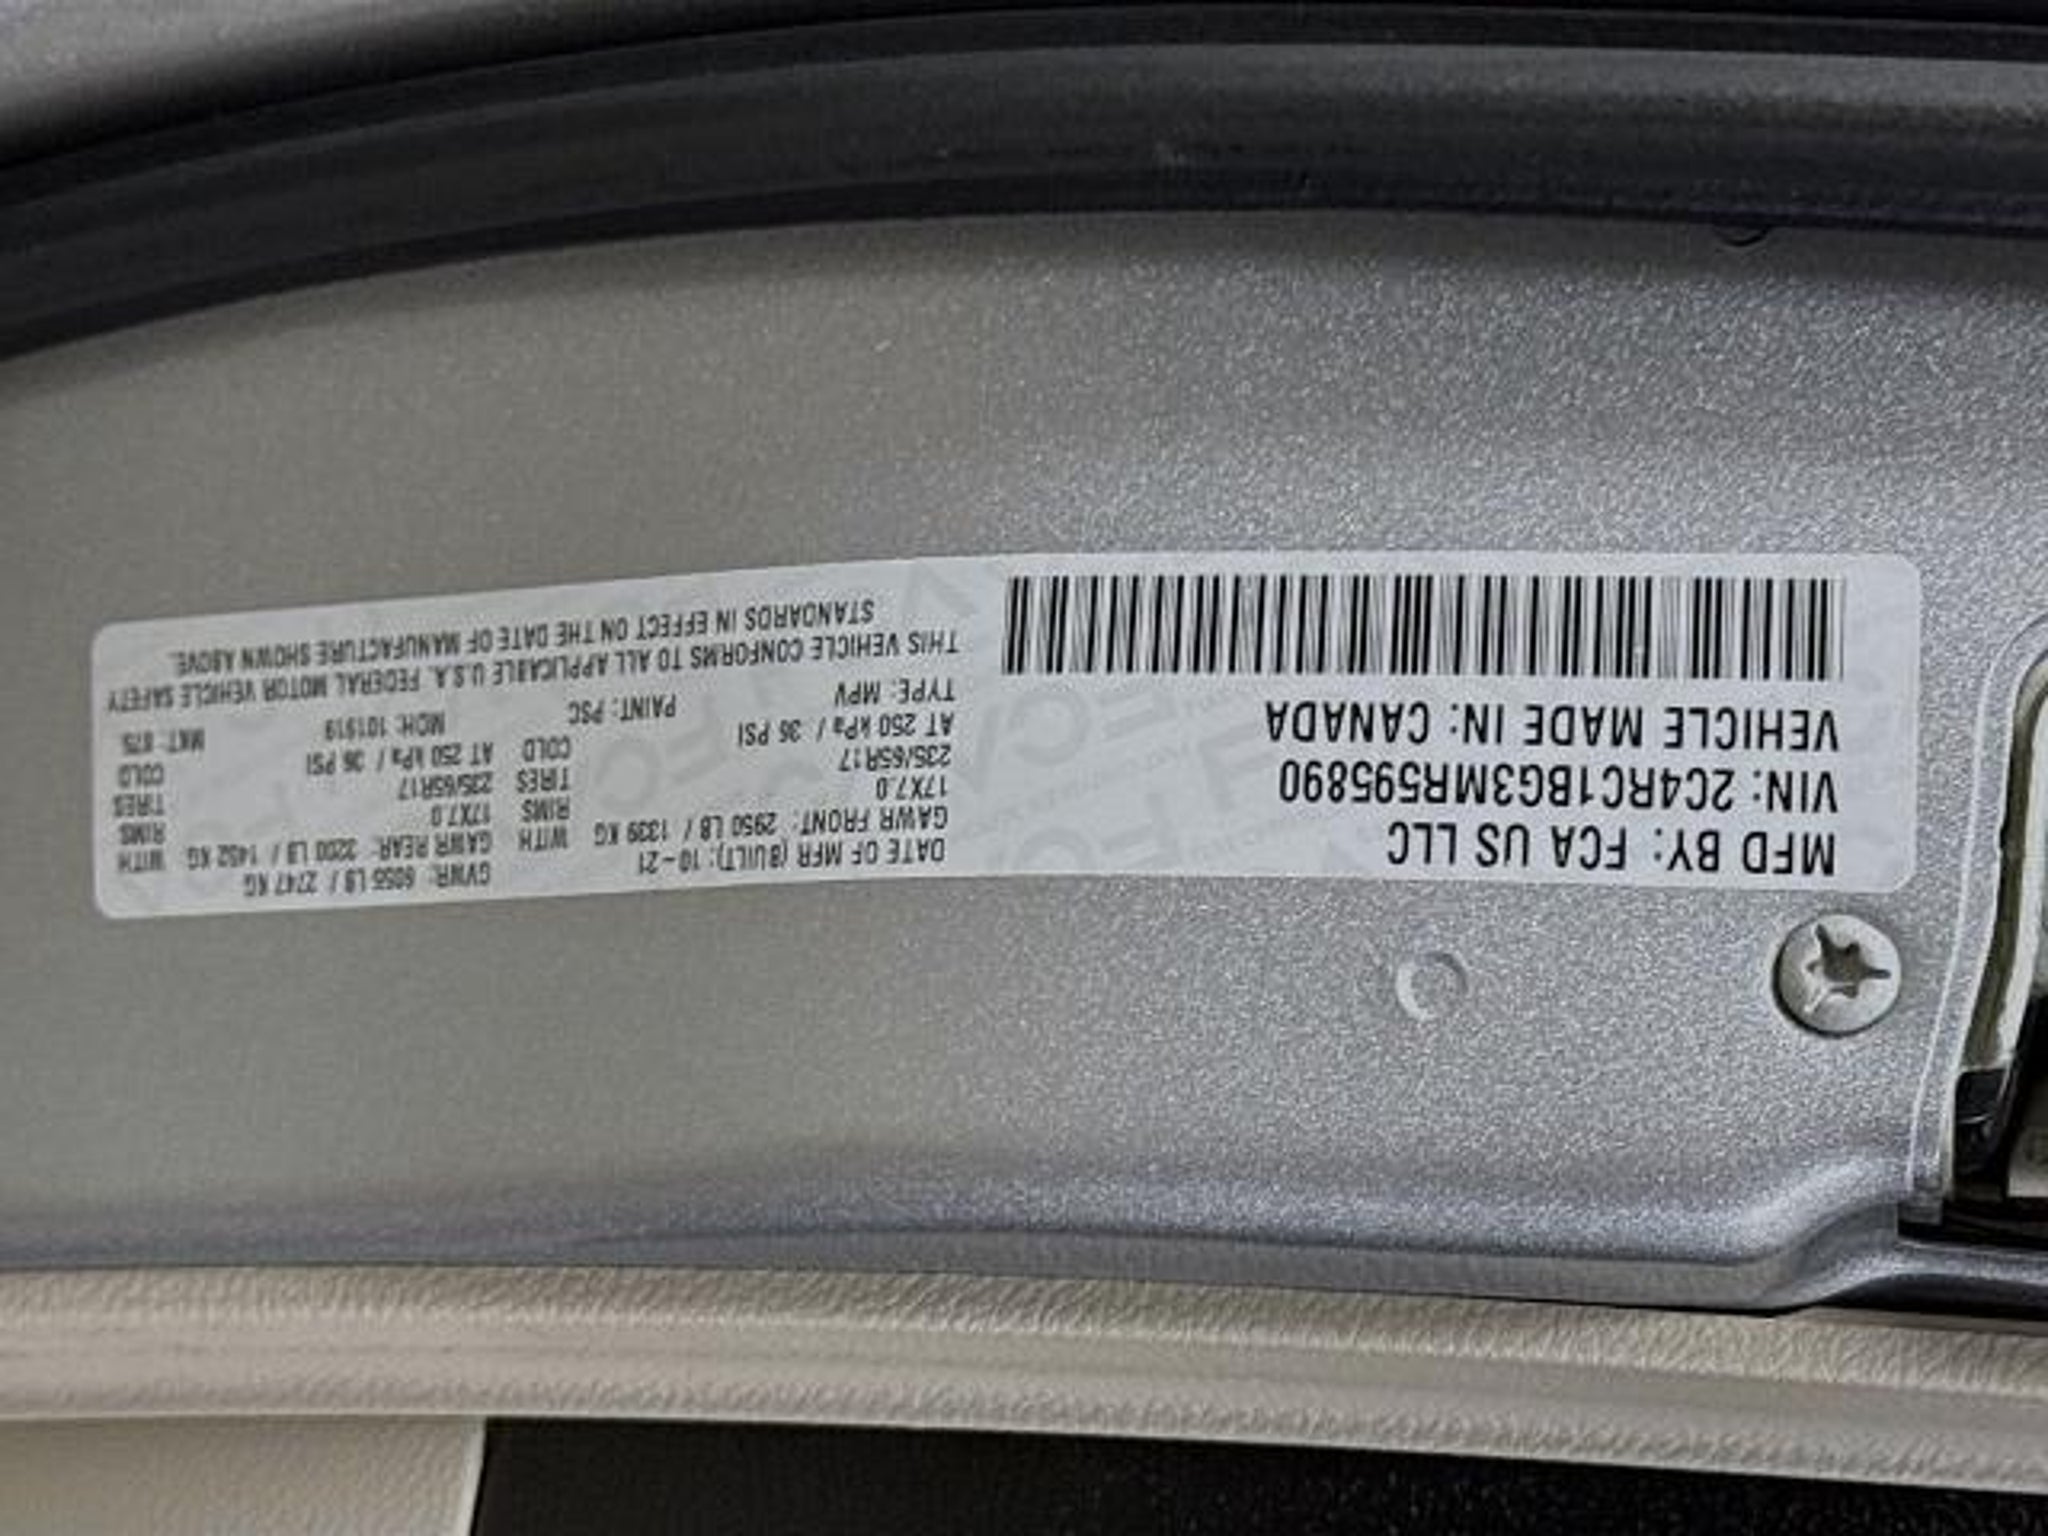 MFD BY: FCA US LLC
VIN: 2C4RC1BG3MR595890
VEHICLE MADE IN: CANADA
DATE OF MFR (BUILT): 10-21 GVWR: 6055 LB / 2747 KG
GAWR FRONT: 2950 LB / 1339 KG WITH GAWR REAR: 3200 LB / 1452 KG WITH
17X7.0 RIMS 17X7.0 RIMS
235/65R17 TIRES 235/65R17 TIRES
AT 250 kPa / 36 PSI COLD AT 250 kPa / 36 PSI COLD
TYPE: MPV PAINT: PSC MDH: 101919 MKT:
THIS VEHICLE CONFORMS TO ALL APPLICABLE U.S.A. FEDERAL MOTOR VEHICLE SAFETY
STANDARDS IN EFFECT ON THE DATE OF MANUFACTURE SHOWN ABOVE.